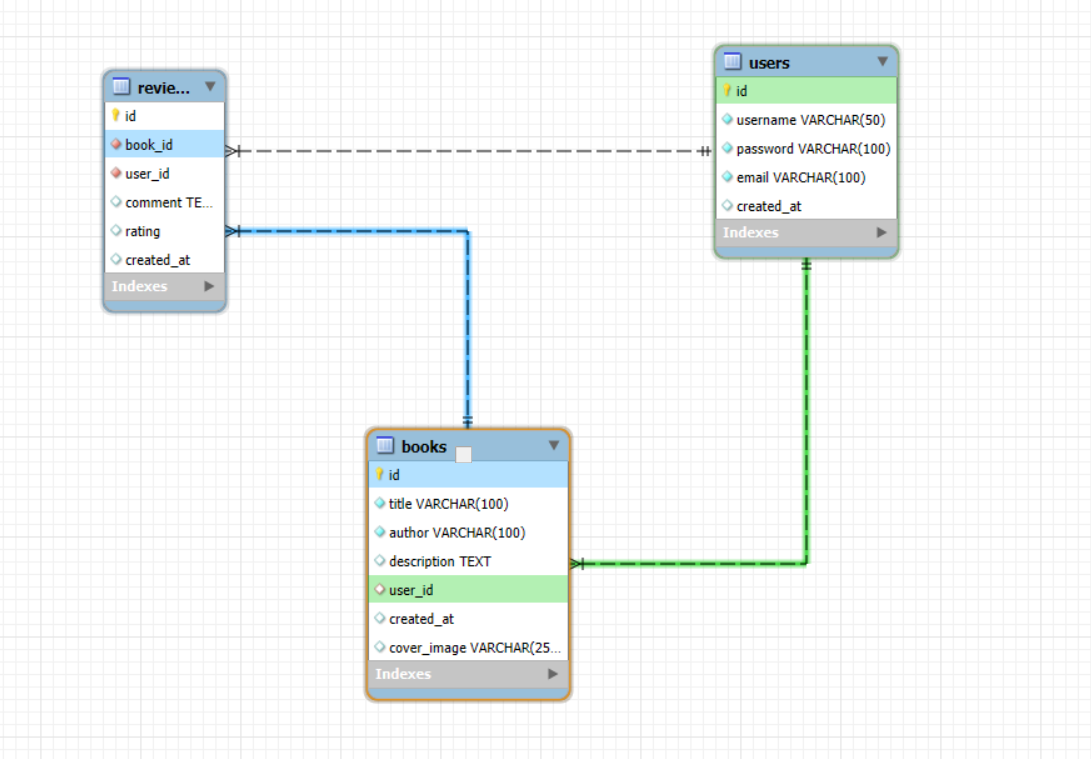 revie...
id
book_id
user_id
comment TE...
rating
created_at
Indexes
users
id
username VARCHAR(50)
password VARCHAR(100)
email VARCHAR(100)
created_at
Indexes
books
id
title VARCHAR(100)
author VARCHAR(100)
description TEXT
user_id
created_at
cover_image VARCHAR(25...
Indexes